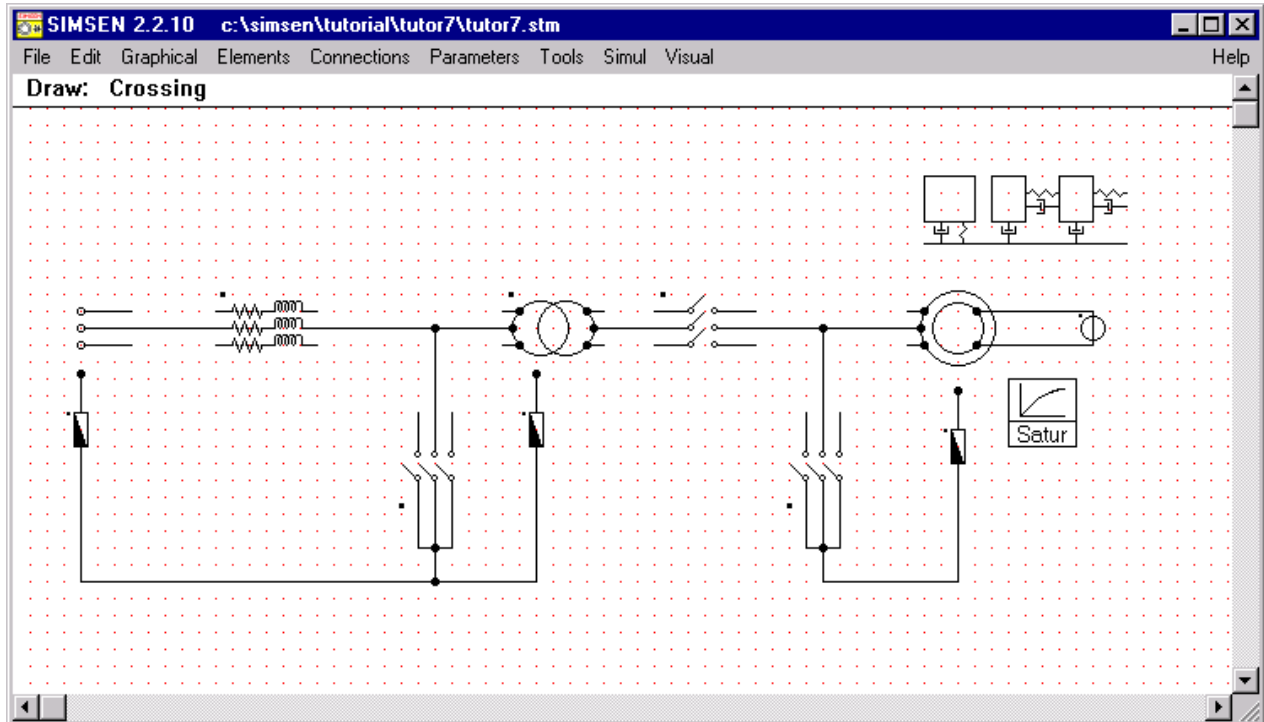 SIMSEN 2.2.10 c:\simsen\tutorial\tutor7\tutor7.stm
File Edit Graphical Elements Connections Parameters Tools Simul Visual Help
Draw: Crossing
Satur